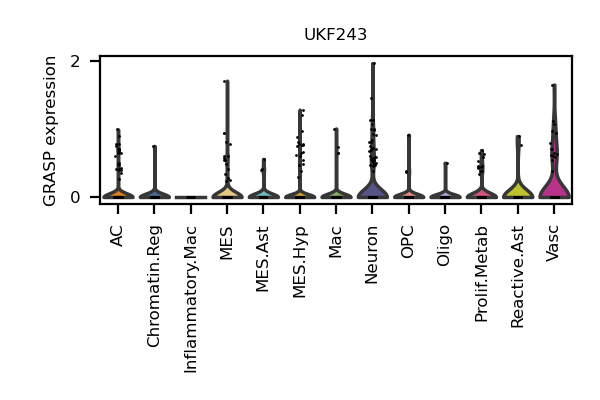 UKF243
GRASP expression
2
0
AC
Chromatin.Reg
Inflammatory.Mac
MES
MES.Ast
MES.Hyp
Mac
Neuron
OPC
Oligo
Prolif.Metab
Reactive.Ast
Vasc